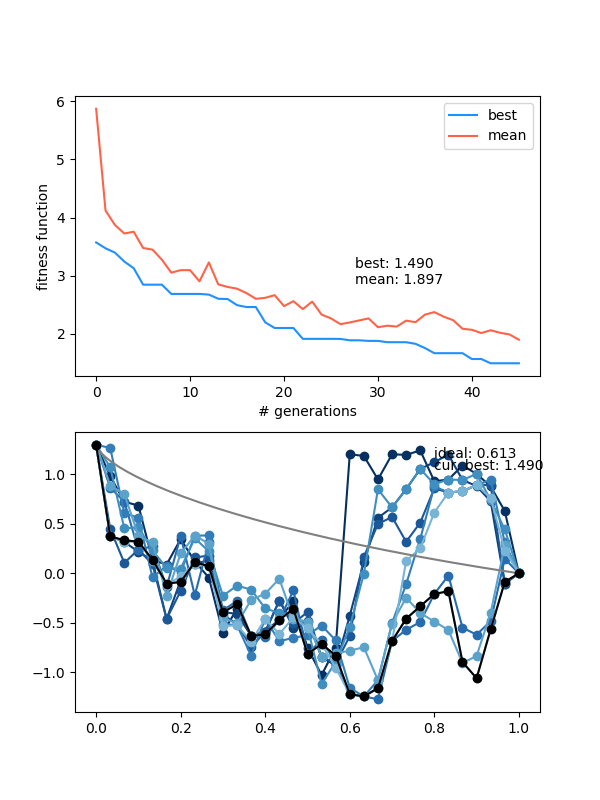 6
5
4
3
2
fitness function
best
mean
best: 1.490
mean: 1.897
0
10
20
30
40
# generations
1.0
0.5
0.0
−0.5
−1.0
ideal: 0.613
cur. best: 1.490
0.0
0.2
0.4
0.6
0.8
1.0